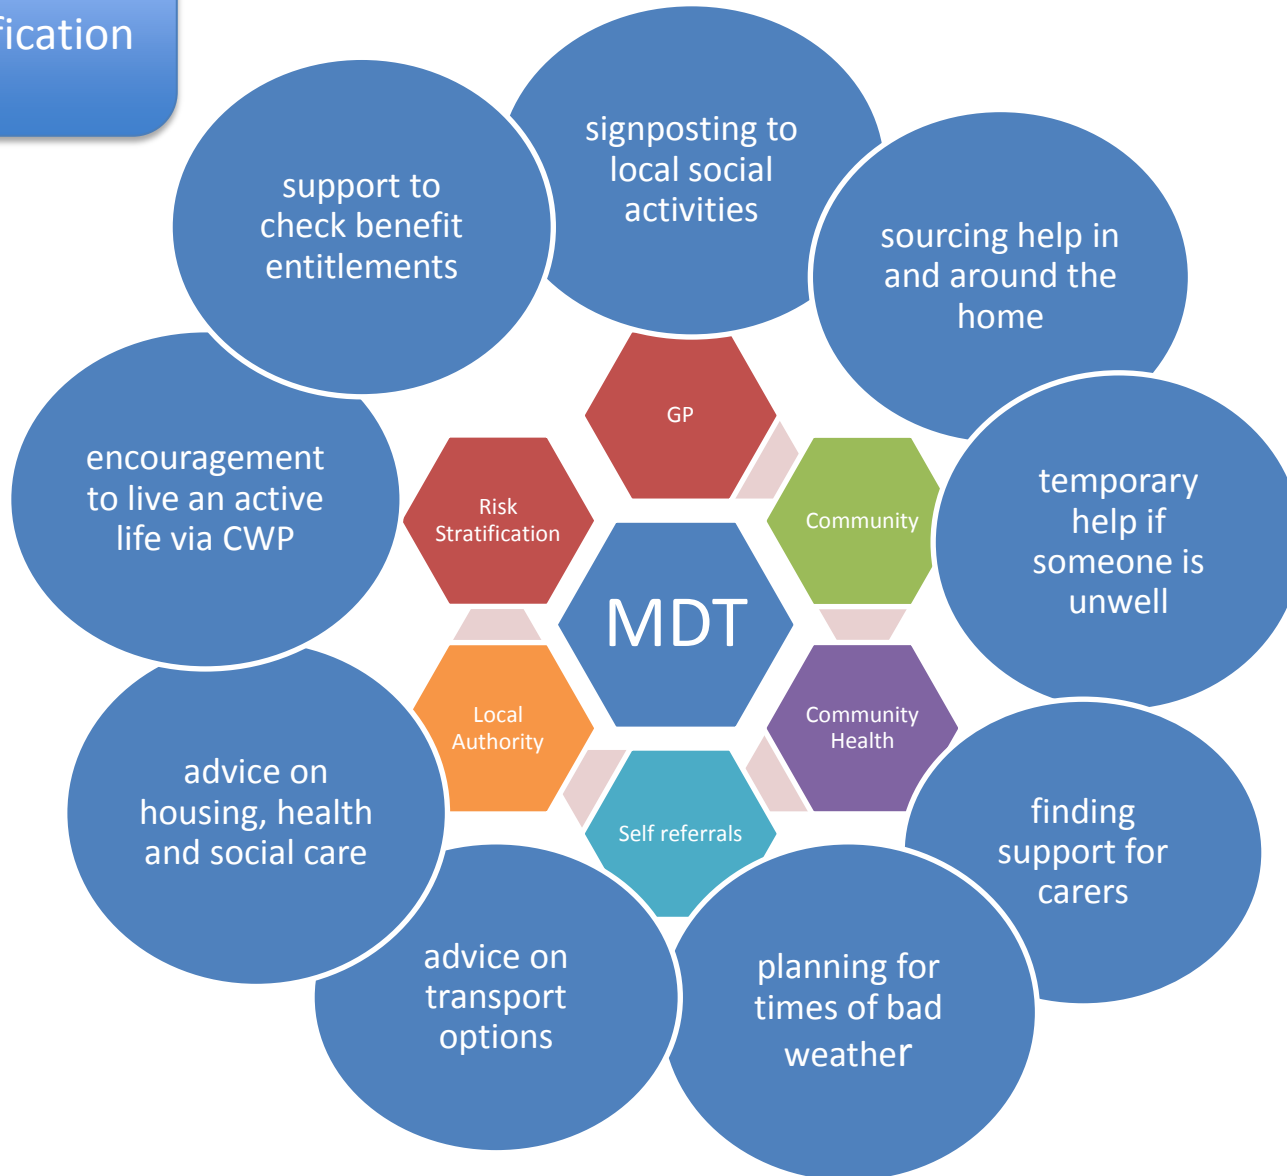 fication
signposting to
local social
activities
support to
check benefit
entitlements
sourcing help in
and around the
home
encouragement
to live an active
life via CWP
temporary
help if
someone is
unwell
GP
Risk
Stratification
Community
MDT
Local
Authority
Community
Health
Self referrals
advice on
housing, health
and social care
finding
support for
carers
advice on
transport
options
planning for
times of bad
weather